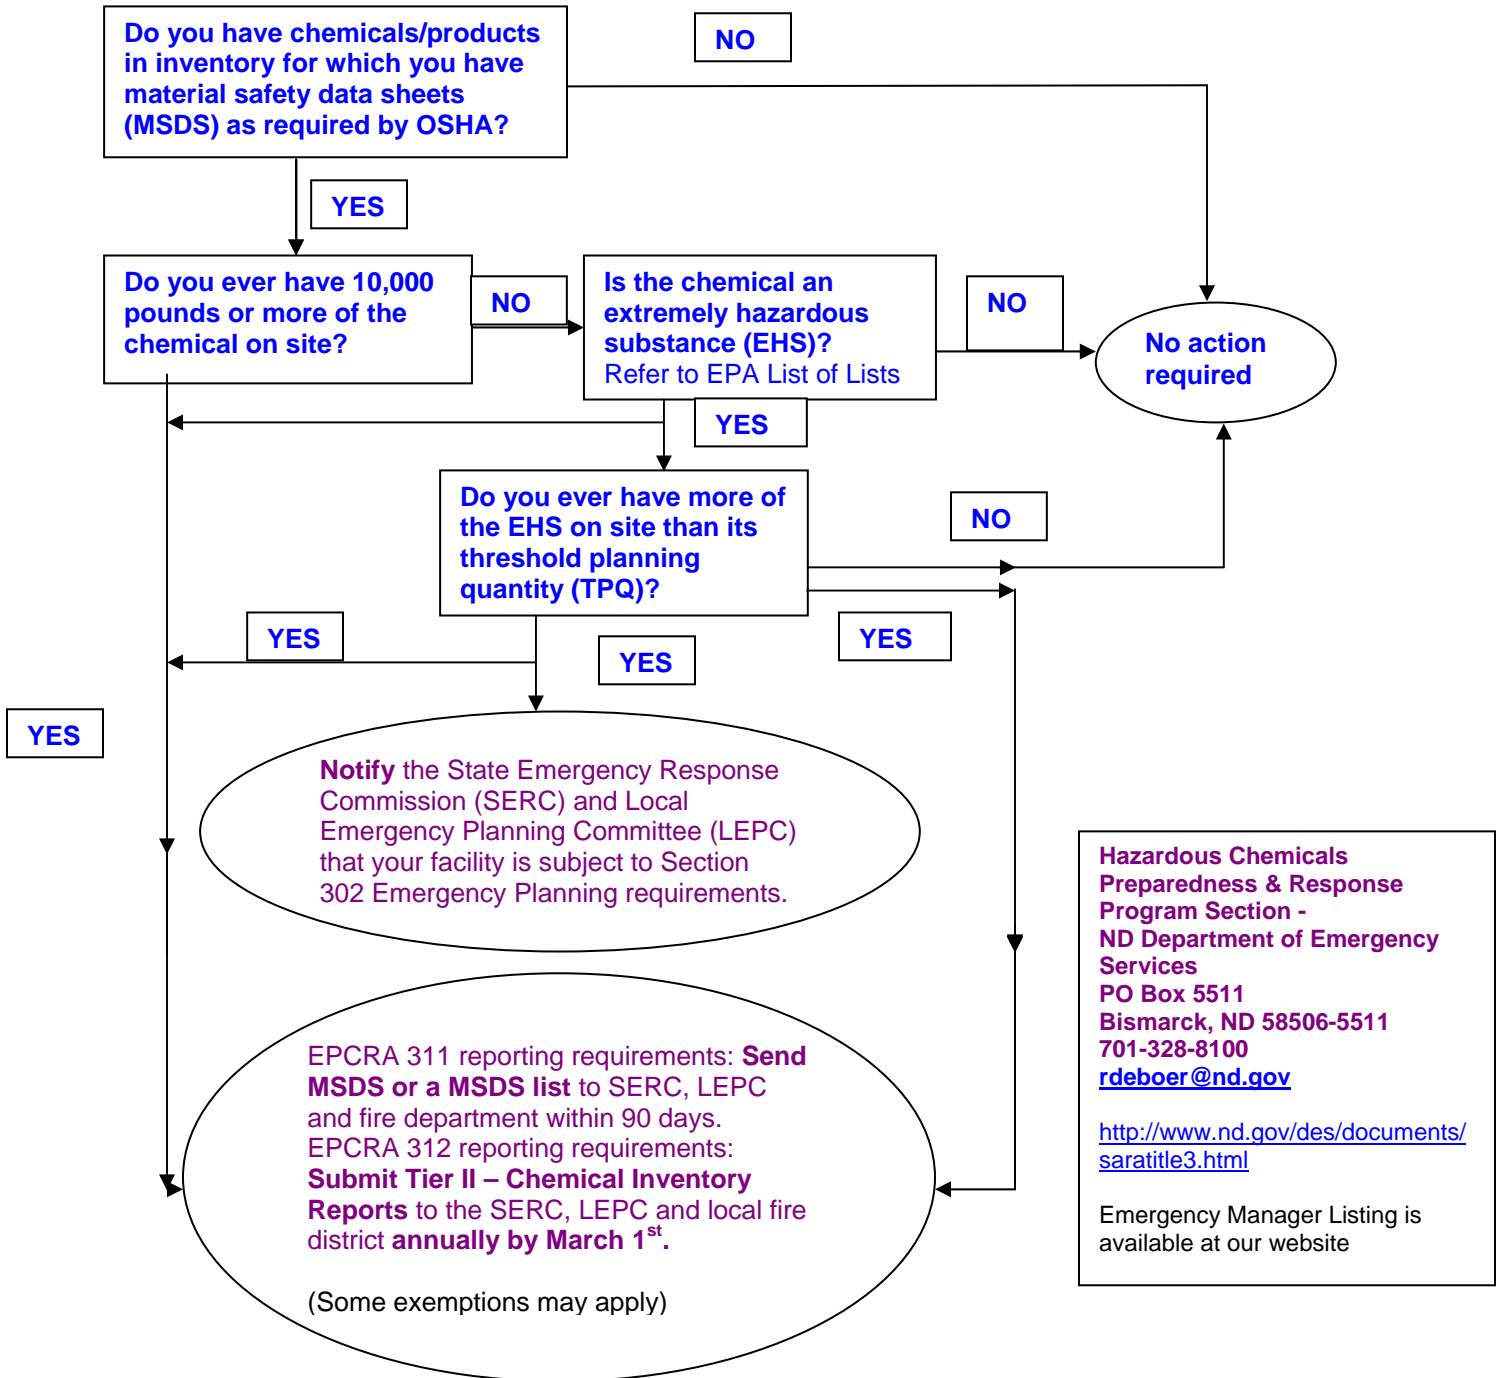 Do you have chemicals/products
in inventory for which you have
material safety data sheets
(MSDS) as required by OSHA?
NO
YES
Do you ever have 10,000
pounds or more of the
chemical on site?
NO
Is the chemical an
extremely hazardous
substance (EHS)?
Refer to EPA List of Lists
NO
No action
required
YES
Do you ever have more of
the EHS on site than its
threshold planning
quantity (TPQ)?
NO
YES
YES
YES
YES
Notify the State Emergency Response
Commission (SERC) and Local
Emergency Planning Committee (LEPC)
that your facility is subject to Section
302 Emergency Planning requirements.
EPCRA 311 reporting requirements: Send
MSDS or a MSDS list to SERC, LEPC
and fire department within 90 days.
EPCRA 312 reporting requirements:
Submit Tier II – Chemical Inventory
Reports to the SERC, LEPC and local fire
district annually by March 1st.
(Some exemptions may apply)
Hazardous Chemicals
Preparedness & Response
Program Section -
ND Department of Emergency
Services
PO Box 5511
Bismarck, ND 58506-5511
701-328-8100
rdeboer@nd.gov
http://www.nd.gov/des/documents/
saratitle3.html
Emergency Manager Listing is
available at our website